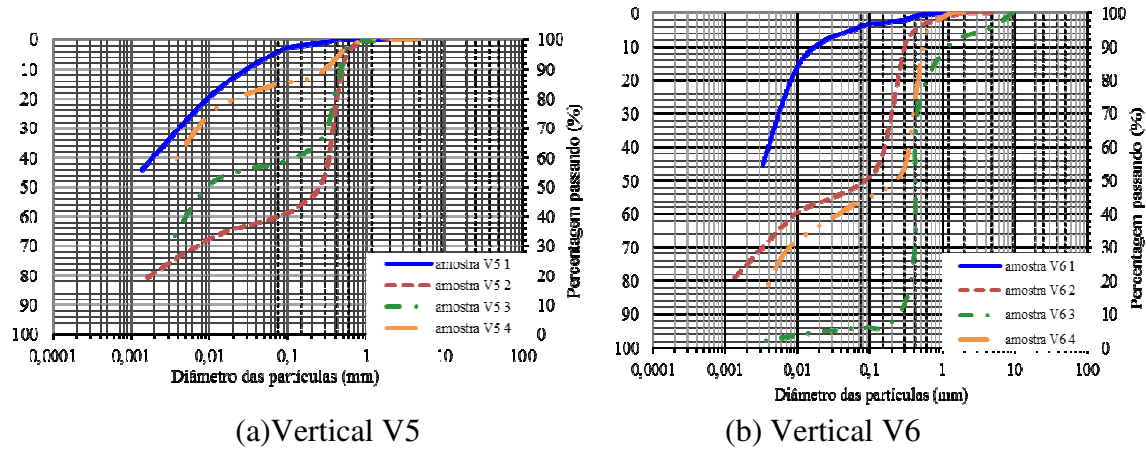 0 100
10 90
20 80
30 70
40 60
50 50
60 40
70 30
80 20
90 10
100 0
0,0001 0,001 0,01 0,1 1 10 100
Diâmetro das partículas (mm)
Percentagem passando (%)
amostra V5 1
amostra V5 2
amostra V5 3
amostra V5 4
(a)Vertical V5
0 100
10 90
20 80
30 70
40 60
50 50
60 40
70 30
80 20
90 10
100 0
0,0001 0,001 0,01 0,1 1 10 100
Diâmetro das partículas (mm)
Percentagem passando (%)
amostra V6 1
amostra V6 2
amostra V6 3
amostra V6 4
(b) Vertical V6